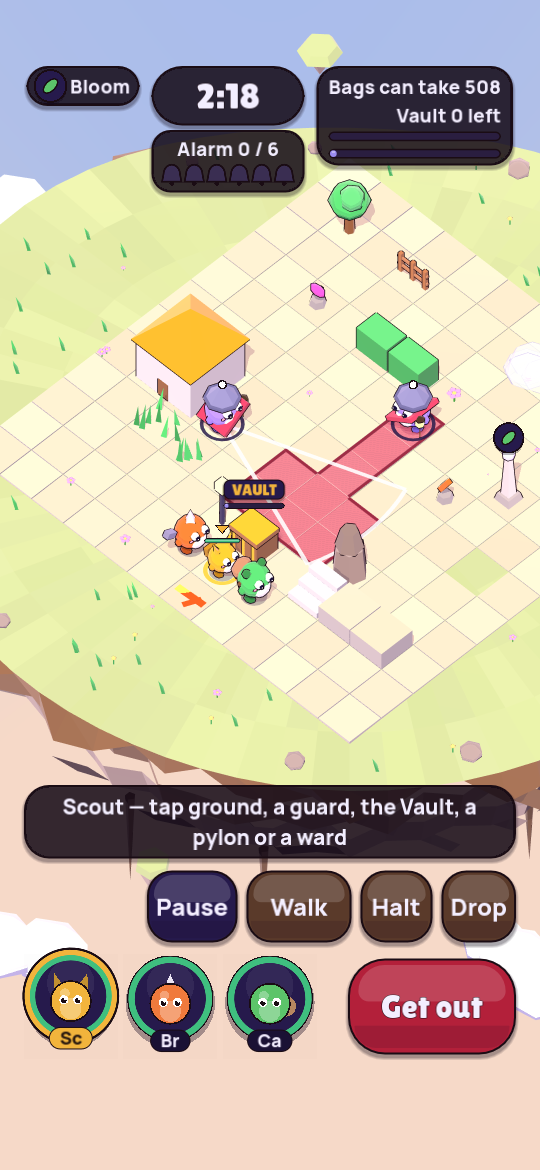 Bloom
2:18
Bags can take 508
Vault 0 left
Alarm 0 / 6
VAULT
Scout — tap ground, a guard, the Vault, a
pylon or a ward
Pause
Walk
Halt
Drop
Sc
Br
Ca
Get out